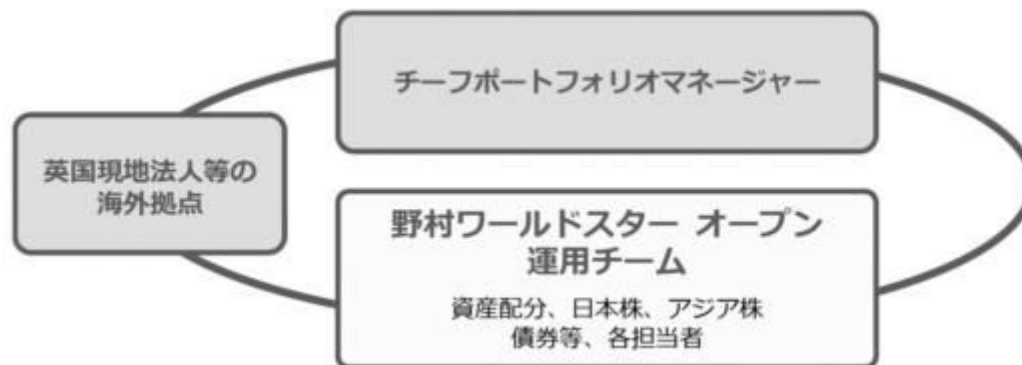 チーフポートフォリオマネージャー
英国現地法人等の
海外拠点
野村ワールドスター オープン
運用チーム
資産配分、日本株、アジア株
債券等、各担当者